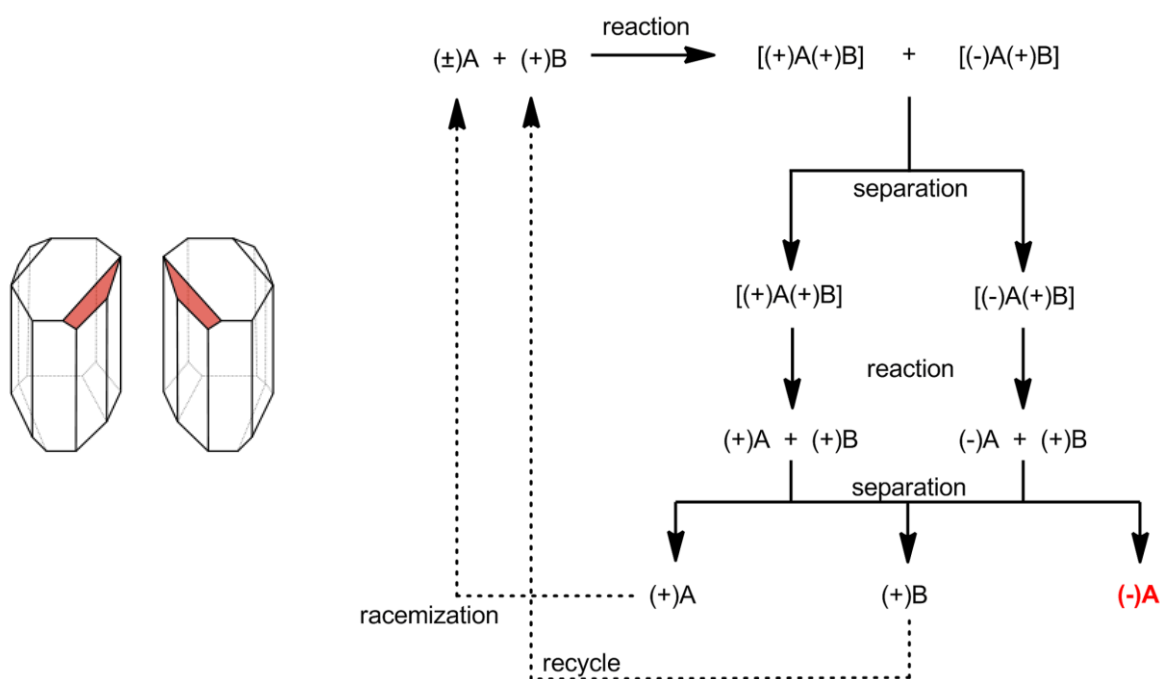 reaction
(±)A + (+)B
[(+)A(+)B] + [(-)A(+)B]
separation
[(+)A(+)B] [(-)A(+)B]
reaction
(+)A + (+)B (-)A + (+)B
separation
(+)A (+)B (-)A
racemization
recycle